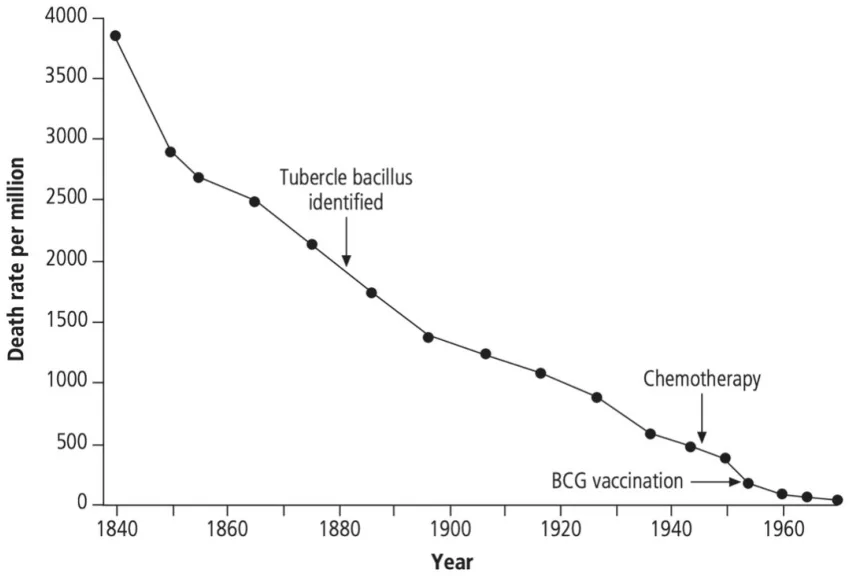 4000
3500
3000
2500
2000
1500
1000
500
0
Death rate per million
Tubercle bacillus
identified
Chemotherapy
BCG vaccination
1840 1860 1880 1900 1920 1940 1960
Year